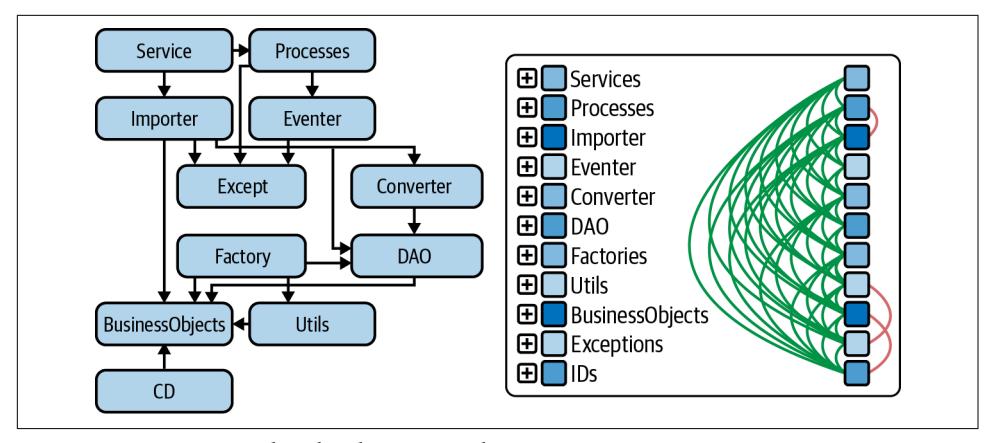 Service
Processes
Importer
Eventer
Except
Converter
Factory
DAO
BusinessObjects
Utils
CD
Services
Processes
Importer
Eventer
Converter
DAO
Factories
Utils
BusinessObjects
Exceptions
IDs